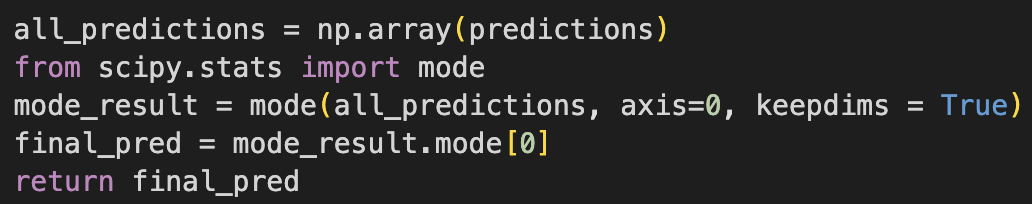 all_predictions = np.array(predictions)
from scipy.stats import mode
mode_result = mode(all_predictions, axis=0, keepdims = True)
final_pred = mode_result.mode[0]
return final_pred